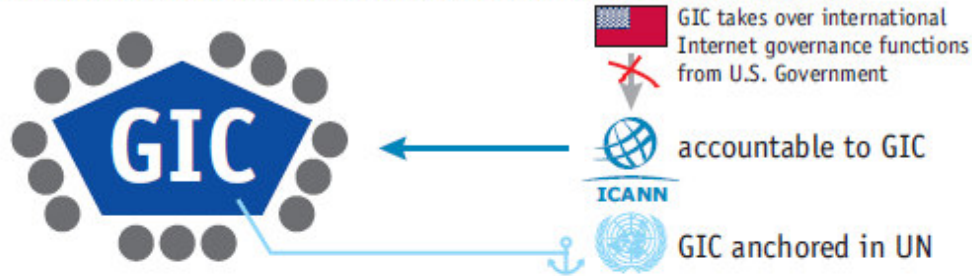 GIC
GIC takes over international
Internet governance functions
from U.S. Government
accountable to GIC
ICANN
GIC anchored in UN